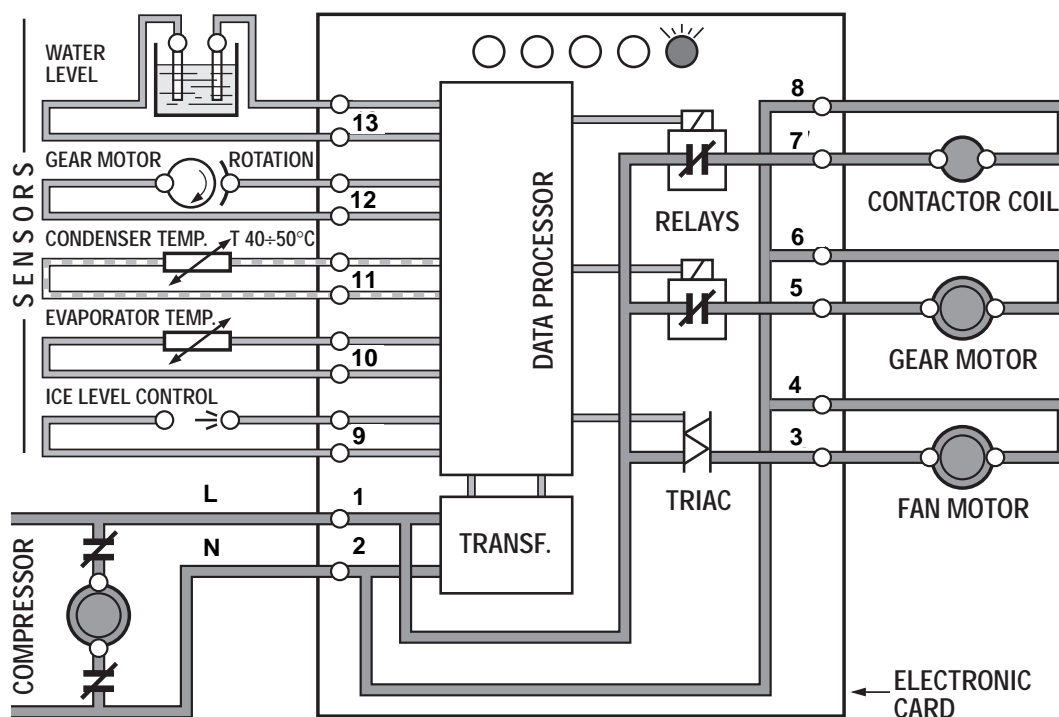 WATER
LEVEL
SENSORS
13
GEAR MOTOR ROTATION
12
CONDENSER TEMP. T 40÷50°C
11
EVAPORATOR TEMP.
10
ICE LEVEL CONTROL
9
L
1
N
2
COMPRESSOR
DATA PROCESSOR
TRANSF.
RELAYS
TRIAC
8
7
CONTACTOR COIL
6
5
GEAR MOTOR
4
3
FAN MOTOR
ELECTRONIC
CARD